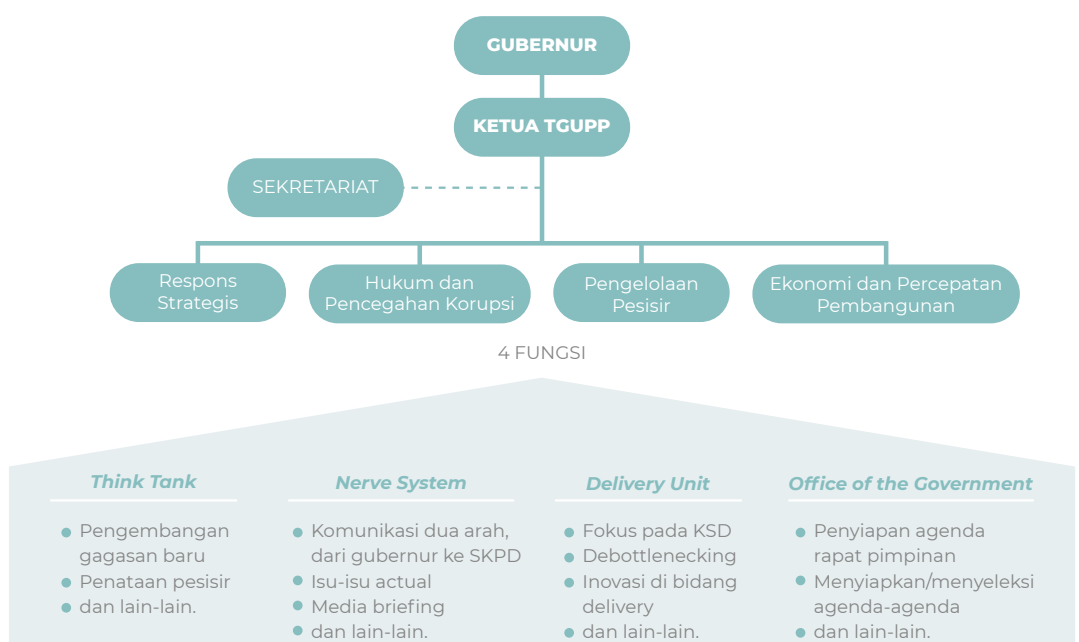 GUBERNUR
KETUA TGUPP
SEKRETARIAT
Respons
Strategis
Hukum dan
Pencegahan Korupsi
Pengelolaan
Pesisir
Ekonomi dan Percepatan
Pembangunan
4 FUNGSI
Think Tank
Pengembangan
gagasan baru
Penataan pesisir
dan lain-lain.
Nerve System
Komunikasi dua arah,
dari gubernur ke SKPD
Isu-isu actual
Media briefing
dan lain-lain.
Delivery Unit
Fokus pada KSD
Debottlenecking
Inovasi di bidang
delivery
dan lain-lain.
Office of the Government
Penyiapan agenda
rapat pimpinan
Menyiapkan/menyeleksi
agenda-agenda
dan lain-lain.